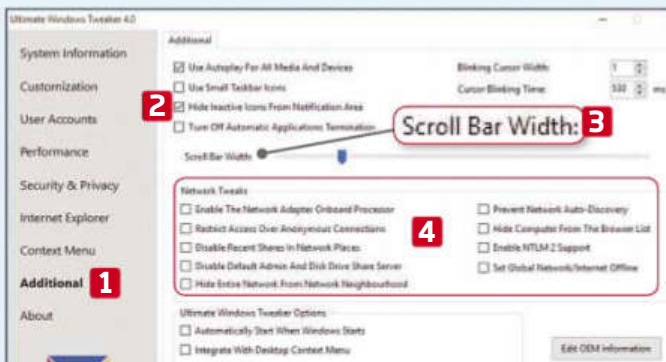 Ultimate Windows Tweaker 4.0
System Information
Customization
User Accounts
Performance
Security & Privacy
Internet Explorer
Context Menu
Additional
1
About
Additional
Use Autoplay For All Media And Devices
Use Small Taskbar Icons
2
Hide Inactive Icons From Notification Area
Turn Off Automatic Applications Termination
Blinking Cursor Width:
1
Cursor Blinking Time:
530
ms
Scroll Bar Width:
3
Scroll Bar Width:
Network Tweaks
Enable The Network Adapter Onboard Processor
Restrict Access Over Anonymous Connections
Disable Recent Shares In Network Places
Disable Default Admin And Disk Drive Share Server
Hide Entire Network From Network Neighbourhood
4
Prevent Network Auto-Discovery
Hide Computer From The Browser List
Enable NTLM 2 Support
Set Global Network/Internet Offline
Ultimate Windows Tweaker Options
Automatically Start When Windows Starts
Integrate With Desktop Context Menu
Edit OEM Information